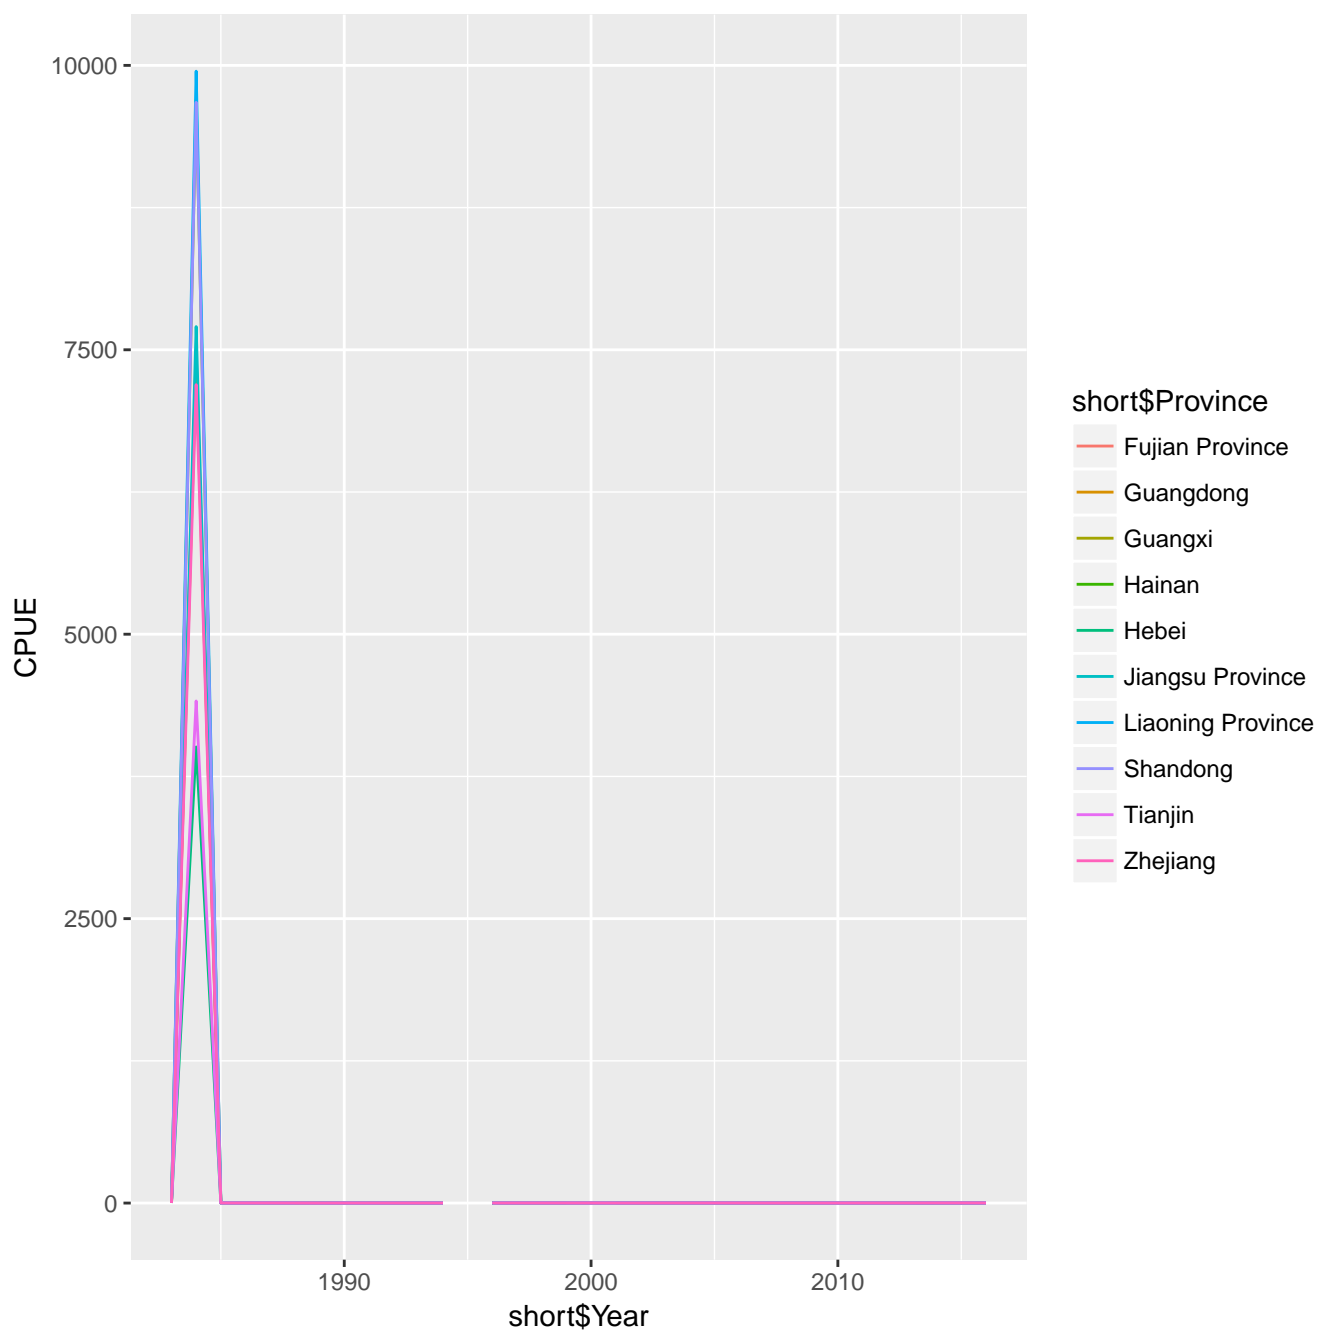 10000
7500
5000
2500
0
CPUE
1990
2000
2010
short$Year
short$Province
Fujian Province
Guangdong
Guangxi
Hainan
Hebei
Jiangsu Province
Liaoning Province
Shandong
Tianjin
Zhejiang